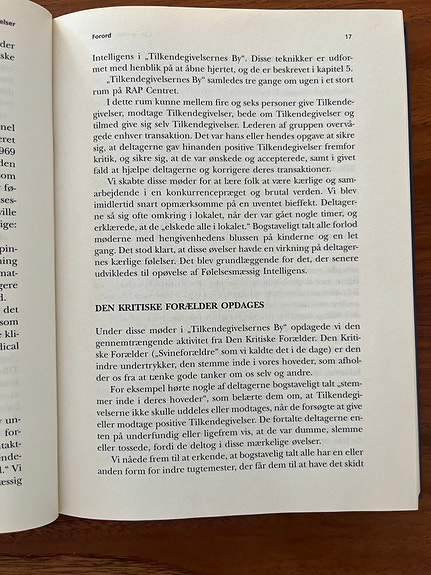 Forord
17
Intelligens i „Tilkendegivelsernes By“. Disse teknikker er udfor-
met med henblik på at åbne hjertet, og de er beskrevet i kapitel 5.
„Tilkendegivelsernes By“ samledes tre gange om ugen i et stort
rum på RAP Centret.
I dette rum kunne mellem fire og seks personer give Tilkende-
givelser, modtage Tilkendegivelser, bede om Tilkendegivelser og
tilmed give sig selv Tilkendegivelser. Lederen af gruppen overvå-
gede enhver transaktion. Det var hans eller hendes opgave at sikre
sig, at deltagerne gav hinanden positive Tilkendegivelser fremfor
kritik, og sikre sig, at de var ønskede og accepterede, samt i givet
fald at hjælpe deltagerne og korrigere deres transaktioner.
Vi skabte disse møder for at lære folk at være kærlige og sam-
arbejdende i en konkurrencepræget og brutal verden. Vi blev
imidlertid snart opmærksomme på en uventet bieffekt. Deltager-
ne så sig ofte omkring i lokalet, når der var gået nogle timer, og
erklærede, at de „elskede alle i lokalet.“ Bogstaveligt talt alle forlod
møderne med hengivenhedens blussen på kinderne og en let
gang. Det stod klart, at disse øvelser havde en virkning på deltager-
nes kærlige følelser. Det blev grundlæggende for det, der senere
udvikledes til opøvelse af Følelsesmæssig Intelligens.
DEN KRITISKE FORÆLDER OPDAGES
Under disse møder i „Tilkendegivelsernes By“ opdagede vi den
gennemtrængende aktivitet fra Den Kritiske Forælder. Den Kriti-
ske Forælder („Svineforældre“ som vi kaldte det i de dage) er den
indre undertrykker, den stemme inde i vores hoveder, som afhol-
der os fra at tænke gode tanker om os selv og andre.
For eksempel hørte nogle af deltagerne bogstaveligt talt „stem-
mer inde i deres hoveder“, som belærte dem om, at Tilkendegi-
velserne ikke skulle uddeles eller modtages, når de forsøgte at give
eller modtage positive Tilkendegivelser. De fortalte deltagerne en-
ten på underfundig eller ligefrem vis, at de var dumme, slemme
eller tossede, fordi de deltog i disse mærkelige øvelser.
Vi nåede frem til at erkende, at bogstaveligt talt alle har en eller
anden form for indre tugtemester, der får dem til at have det skidt